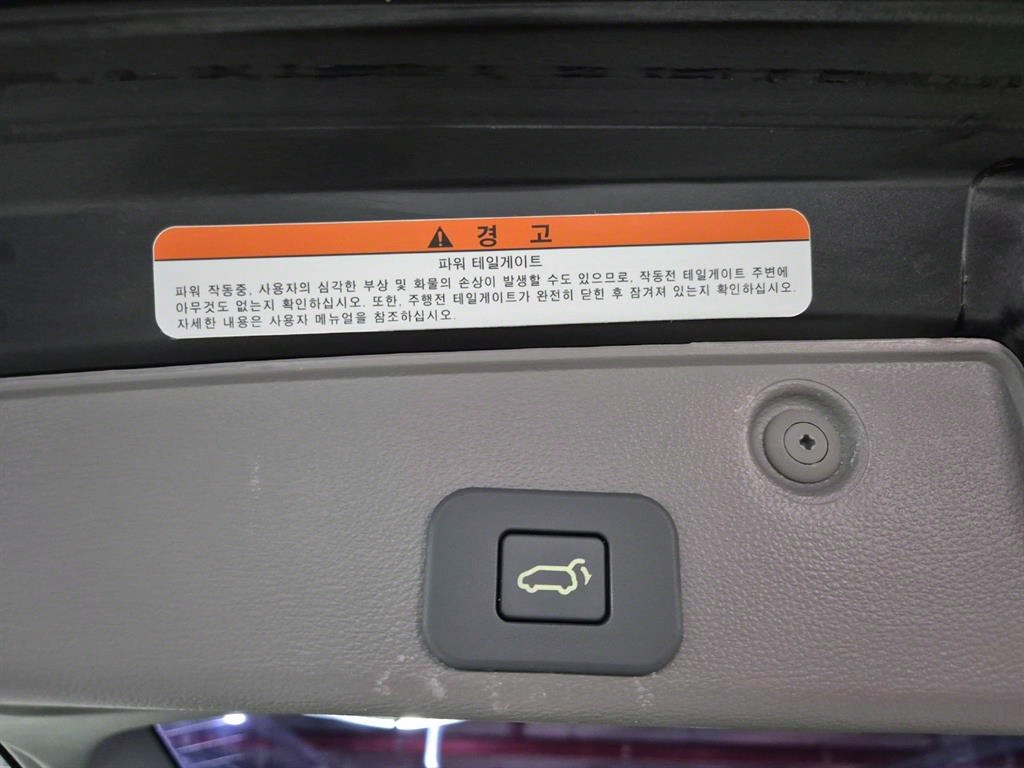 경 고
파워 테일게이트
파워 작동중, 사용자의 심각한 부상 및 화물의 손상이 발생할 수도 있으므로, 작동전 테일게이트 주변에
아무것도 없는지 확인하십시오. 또한, 주행전 테일게이트가 완전히 닫힌 후 잠겨져 있는지 확인하십시오.
자세한 내용은 사용자 메뉴얼을 참조하십시오.